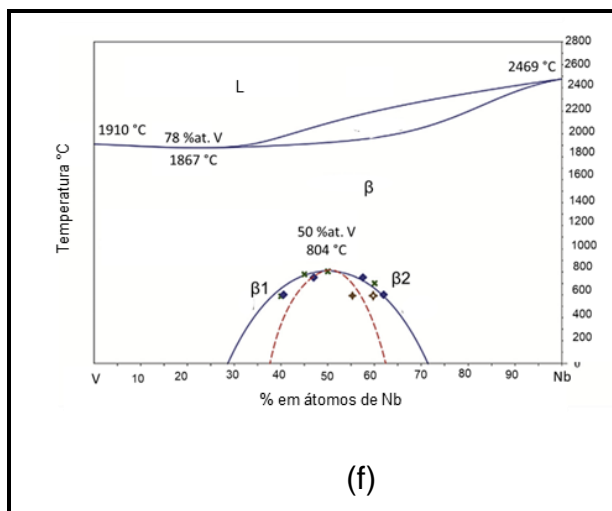 2800
2600
2469 °C
2400
L
2200
1910 °C
78 %at. V
2000
1867 °C
1800
1600
Temperatura °C
β
1400
1200
50 %at. V
1000
804 °C
800
β1
β2
600
400
200
0
V 10 20 30 40 50 60 70 80 90 Nb
% em átomos de Nb
(f)